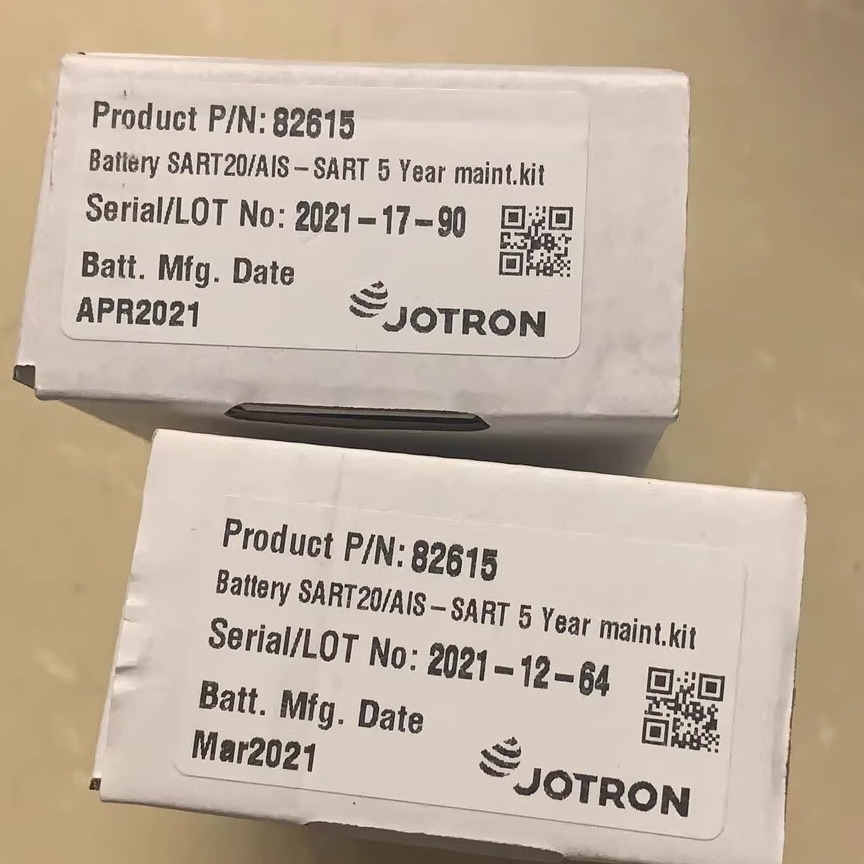 Product P/N: 82615
Battery SART20/AIS-SART 5 Year maint.kit
Serial/LOT No: 2021-17-90
Batt. Mfg. Date
APR2021
JOTRON
Product P/N: 82615
Battery SART20/AIS-SART 5 Year maint.kit
Serial/LOT No: 2021-12-64
Batt. Mfg. Date
Mar2021
JOTRON